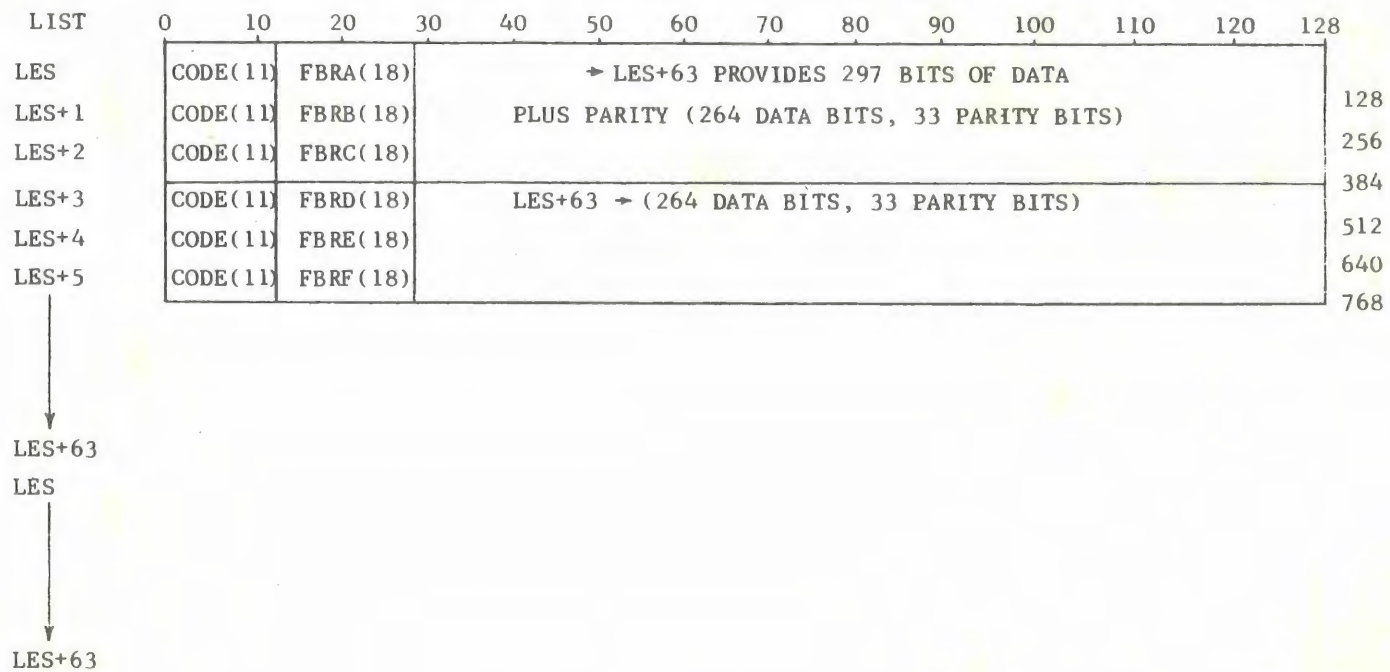 LIST 0 10 20 30 40 50 60 70 80 90 100 110 120 128
LES CODE(11) FBRA(18) → LES+63 PROVIDES 297 BITS OF DATA
128
LES+1 CODE(11) FBRB(18) PLUS PARITY (264 DATA BITS, 33 PARITY BITS)
256
LES+2 CODE(11) FBRC(18)
384
LES+3 CODE(11) FBRD(18) LES+63 → (264 DATA BITS, 33 PARITY BITS)
512
LES+4 CODE(11) FBRE(18)
640
LES+5 CODE(11) FBRF(18)
768
LES+63
LES
LES+63